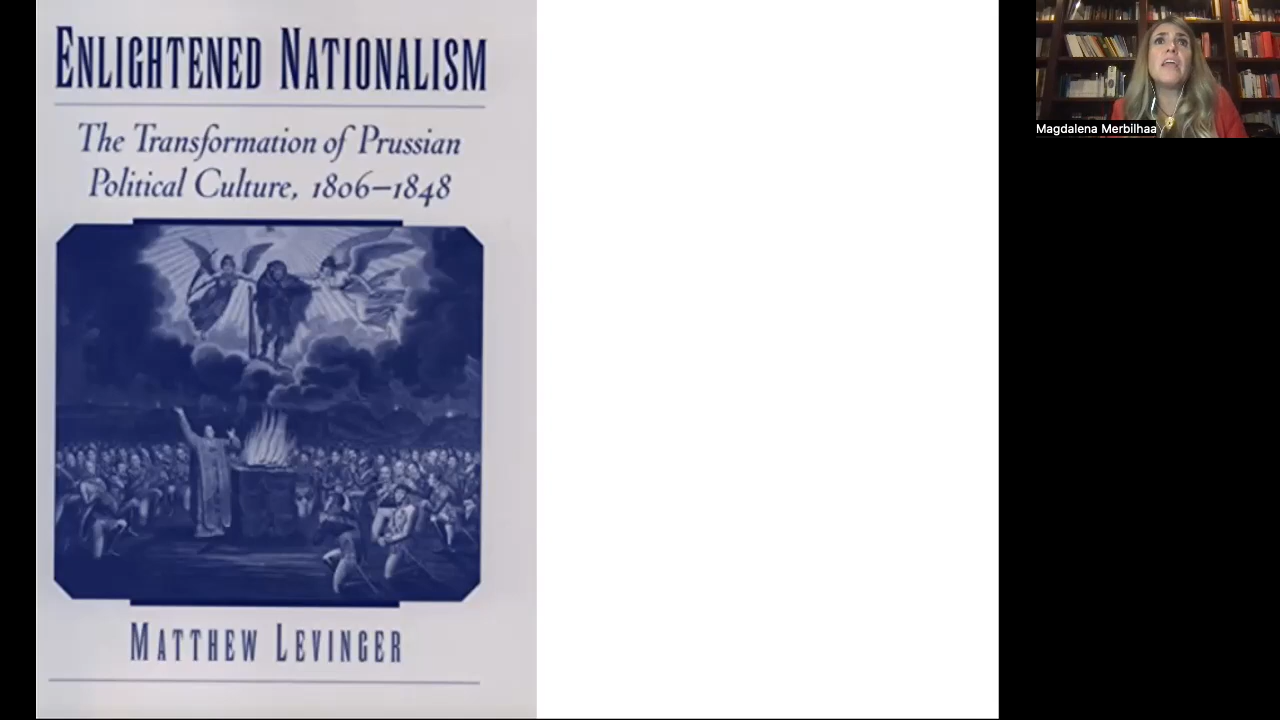 ENLIGHTENED NATIONALISM
The Transformation of Prussian
Political Culture, 1806–1848
MATTHEW LEVINGER
Magdalena Merbilhaa